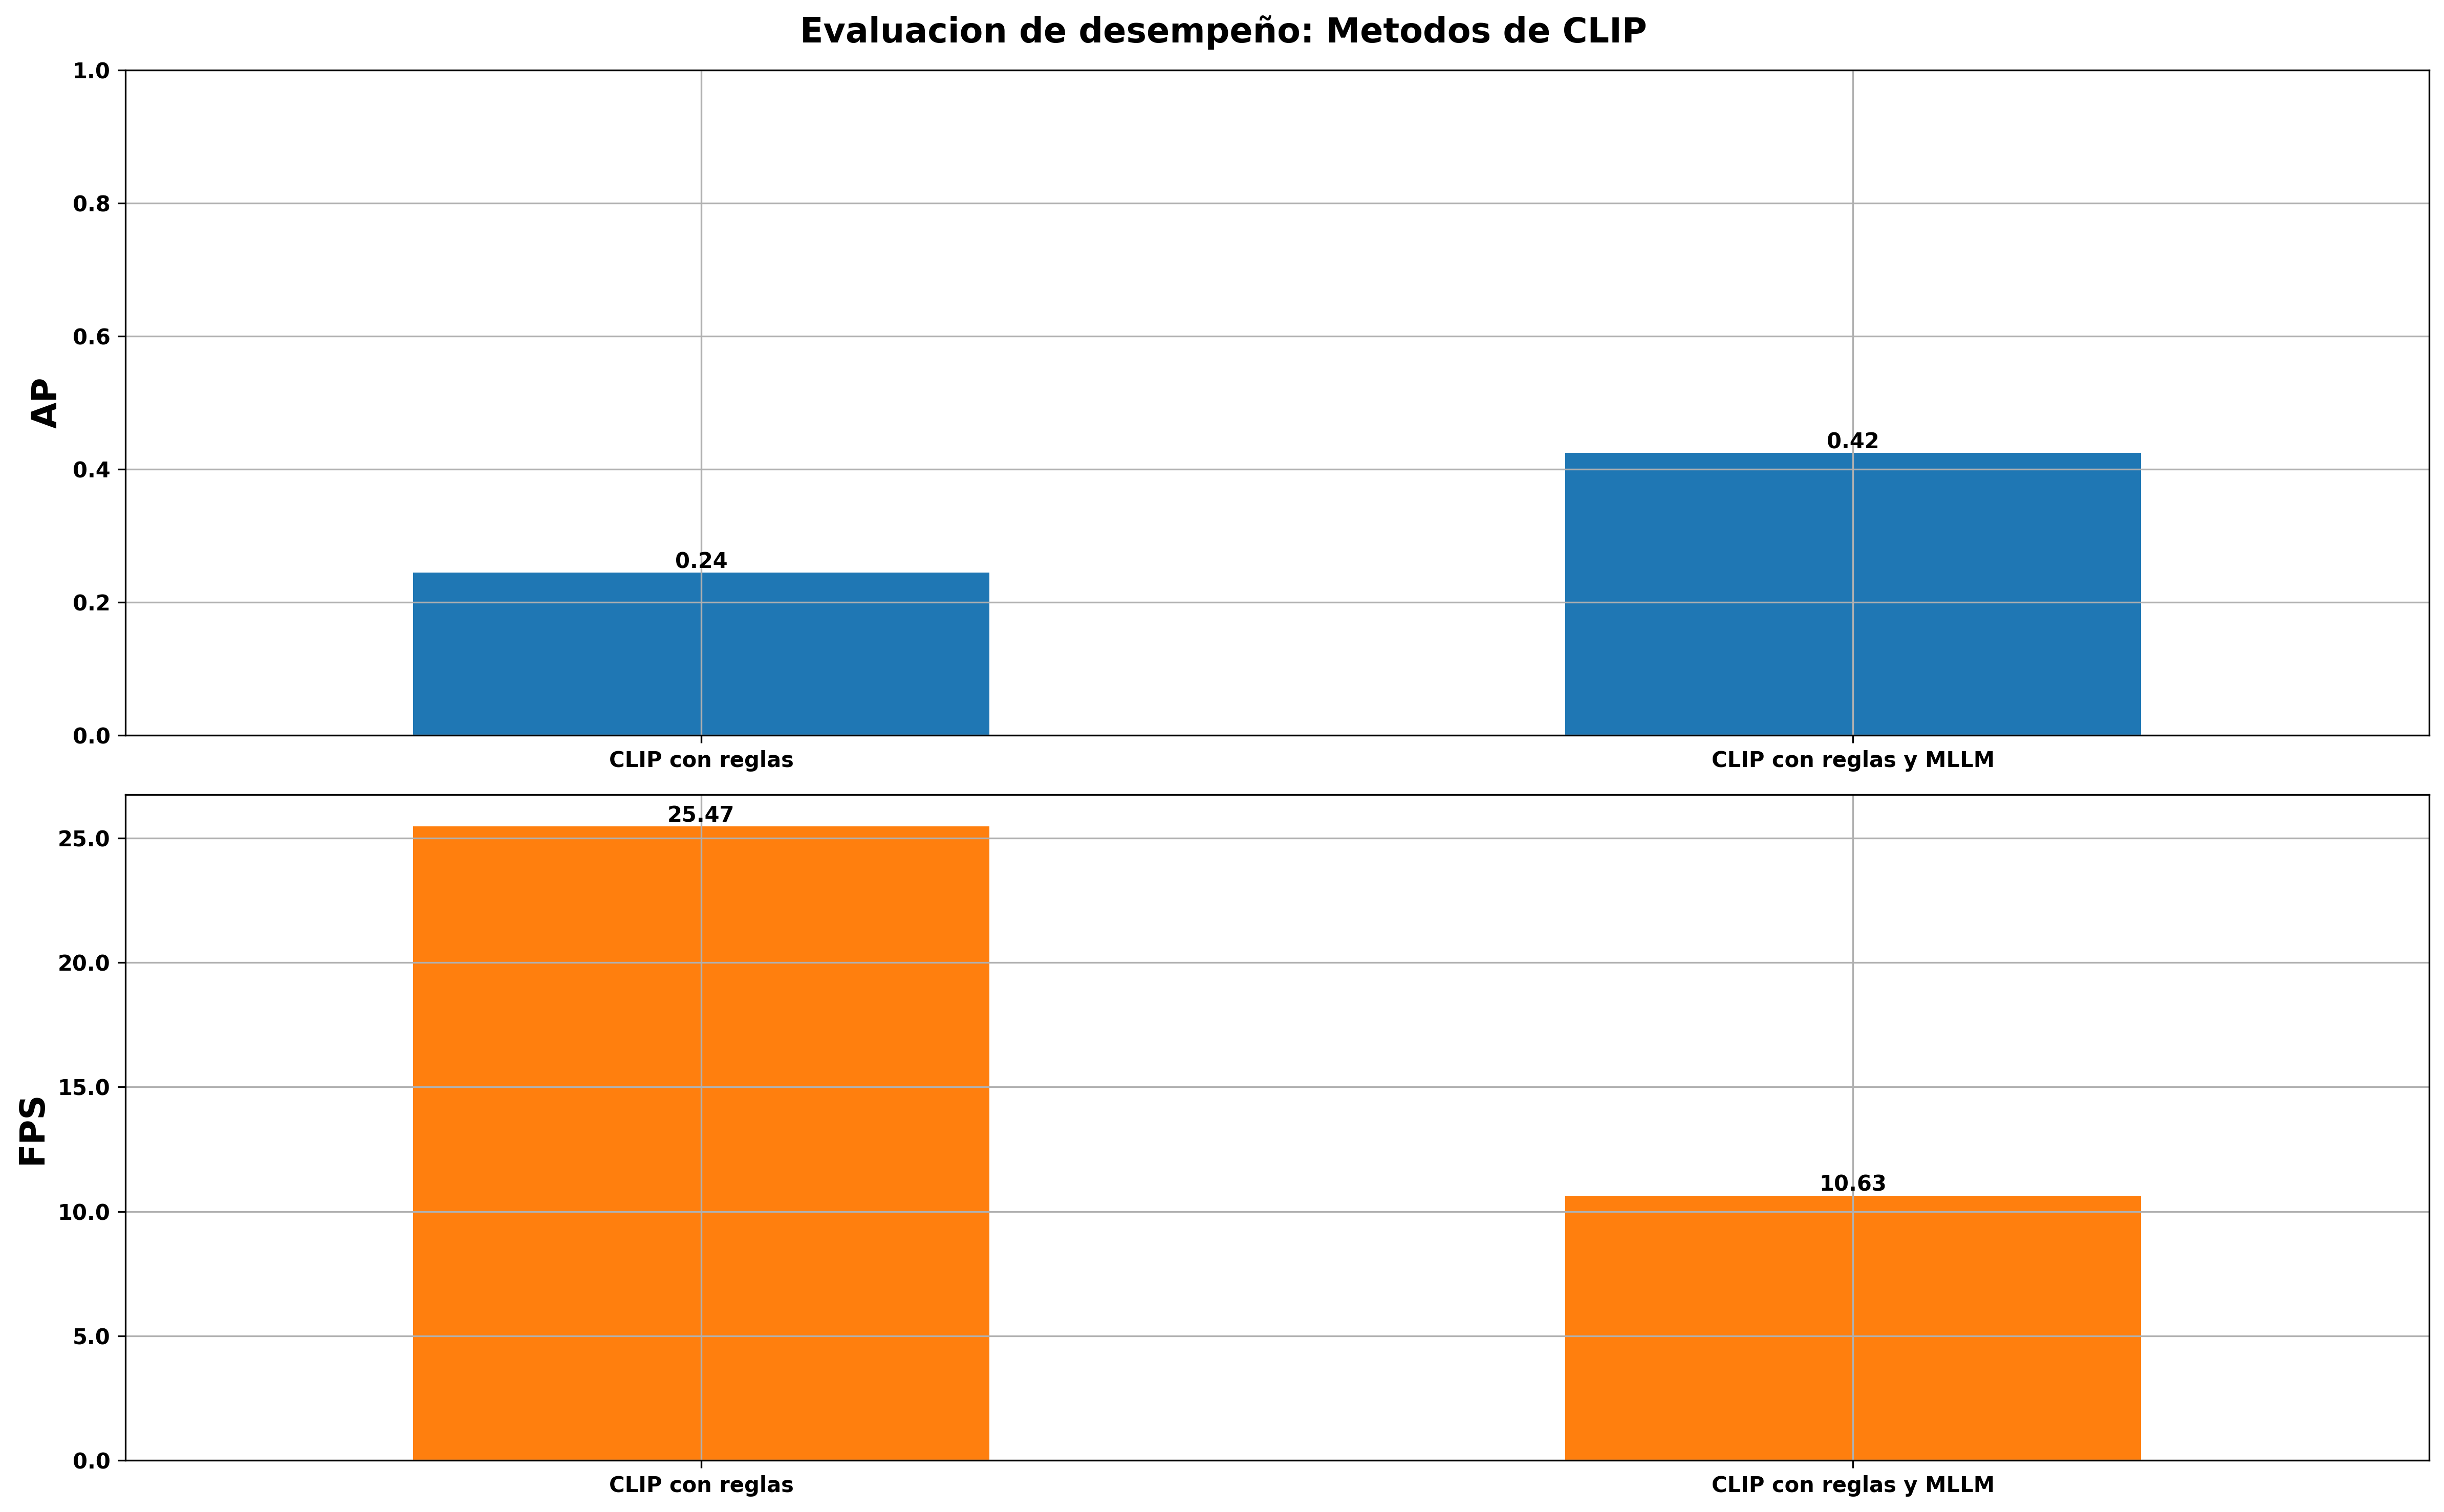 Evaluacion de desempeño: Metodos de CLIP
1.0
0.8
0.6
0.4
0.2
0.0
AP
0.24
0.42
CLIP con reglas
CLIP con reglas y MLLM
25.0
20.0
15.0
10.0
5.0
0.0
FPS
25.47
10.63
CLIP con reglas
CLIP con reglas y MLLM